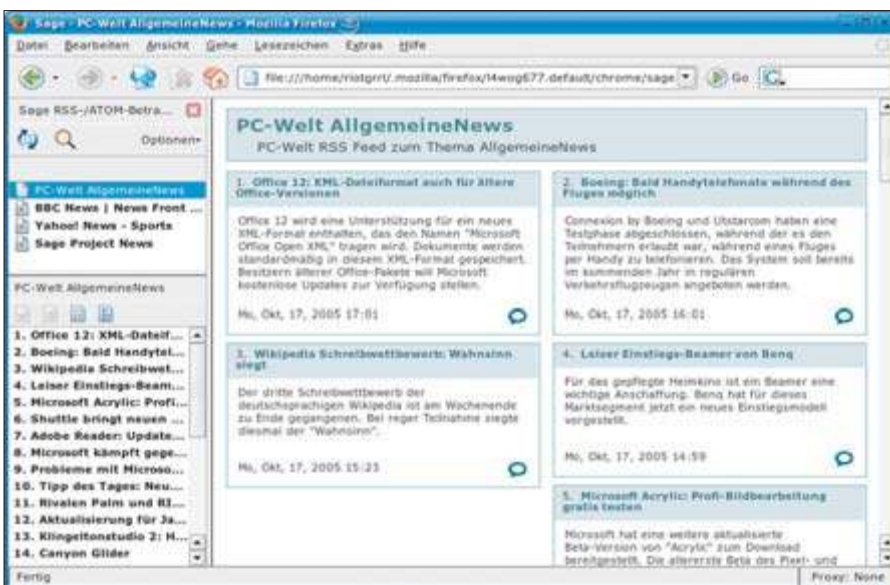 Sage - PC-Welt AllgemeineNews - Mozilla Firefox
Datei Bearbeiten Ansicht Gehe Lesezeichen Extras Hilfe
file:///home/riotgrrl/.mozilla/firefox/l4wog677.default/chrome/sage
Go
Sage RSS-/ATOM-Betra...
Optionen
PC-Welt AllgemeineNews
BBC News | News Front ...
Yahoo! News - Sports
Sage Project News
PC-Welt AllgemeineNews
1. Office 12: XML-Dateif...
2. Boeing: Bald Handytel...
3. Wikipedia Schreibwet...
4. Leiser Einstiegs-Beam...
5. Microsoft Acrylic: Profi...
6. Shuttle bringt neuen ...
7. Adobe Reader: Update...
8. Microsoft kämpft gege...
9. Probleme mit Microso...
10. Tipp des Tages: Neu...
11. Rivalen Palm und RI...
12. Aktualisierung für Ja...
13. Klingeltonstudio 2: H...
14. Canyon Glider
PC-Welt AllgemeineNews
PC-Welt RSS Feed zum Thema AllgemeineNews
1. Office 12: XML-Dateiformat auch für ältere
Office-Versionen
Office 12 wird eine Unterstützung für ein neues
XML-Format enthalten, das den Namen "Microsoft
Office Open XML" tragen wird. Dokumente werden
standardmäßig in diesem XML-Format gespeichert.
Besitzern älterer Office-Pakete will Microsoft
kostenlose Updates zur Verfügung stellen.
Mo, Okt, 17, 2005 17:01
2. Boeing: Bald Handytelefonate während des
Fluges möglich
Connexion by Boeing und Utstarcom haben eine
Testphase abgeschlossen, während der es den
Teilnehmern erlaubt war, während eines Fluges
per Handy zu telefonieren. Das System soll bereits
im kommenden Jahr in regulären
Verkehrsflugzeugen angeboten werden.
Mo, Okt, 17, 2005 16:01
3. Wikipedia Schreibwettbewerb: Wahnsinn
siegt
Der dritte Schreibwettbewerb der
deutschsprachigen Wikipedia ist am Wochenende
zu Ende gegangen. Bei reger Teilnahme siegte
diesmal der "Wahnsinn".
Mo, Okt, 17, 2005 15:23
4. Leiser Einstiegs-Beamer von Benq
Für das gepflegte Heimkino ist ein Beamer eine
wichtige Anschaffung. Benq hat für dieses
Marktsegment jetzt ein neues Einstiegsmodell
vorgestellt.
Mo, Okt, 17, 2005 14:59
5. Microsoft Acrylic: Profi-Bildbearbeitung
gratis testen
Microsoft hat eine weitere aktualisierte
Beta-Version von "Acrylic" zum Download
bereitgestellt. Die allererste Beta des Pixel- und
Fertig
Proxy: None